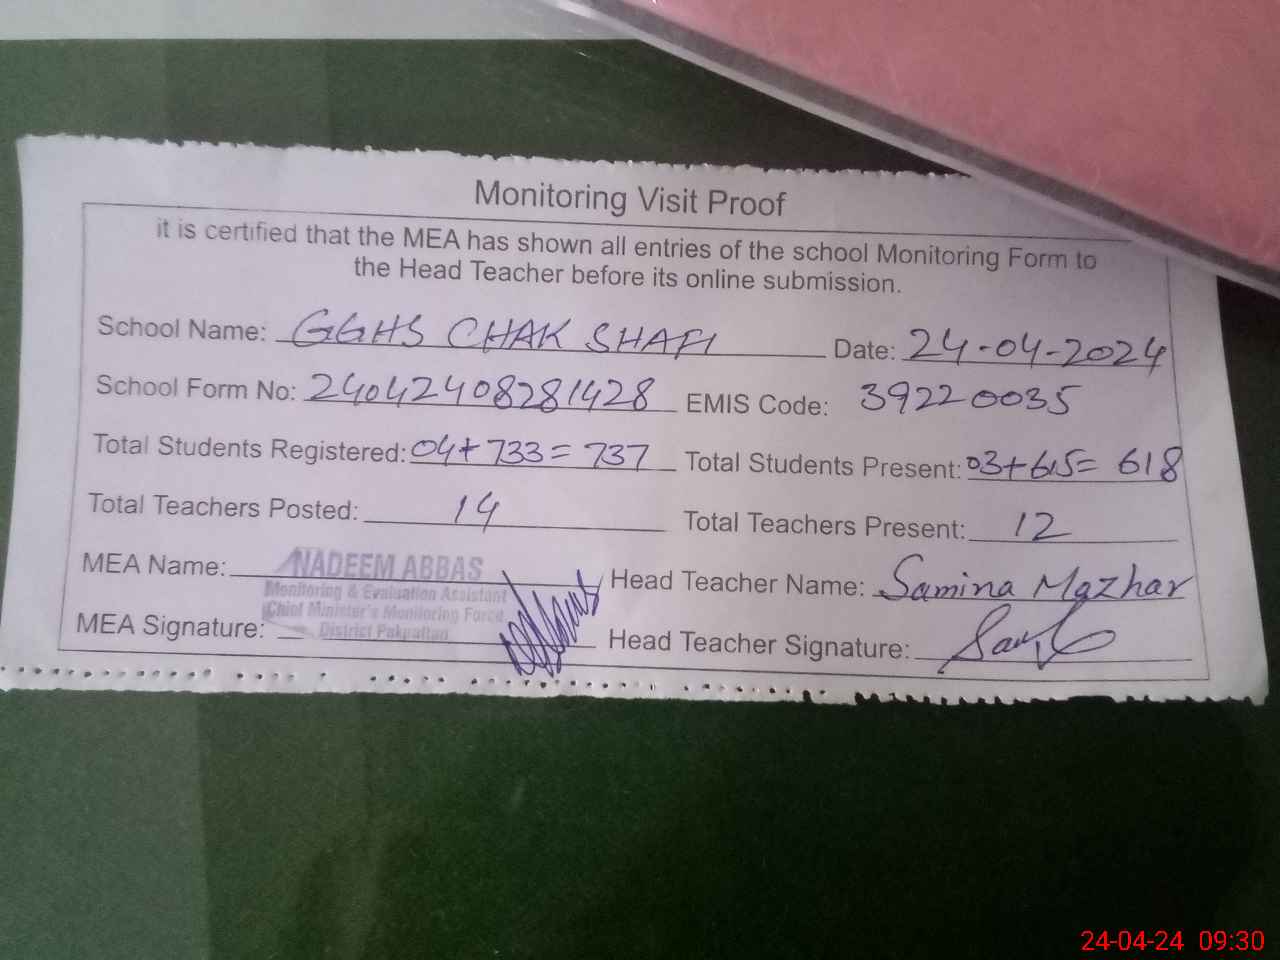 Monitoring Visit Proof
it is certified that the MEA has shown all entries of the school Monitoring Form to
the Head Teacher before its online submission.
School Name: GGHS CHAK SHAFI Date: 24-04-2024
School Form No: 24042408281428 EMIS Code: 39220035
Total Students Registered: 04+733=737 Total Students Present: 03+615=618
Total Teachers Posted: 14 Total Teachers Present: 12
MEA Name: NADEEM ABBAS Head Teacher Name: Samina Mazhar
Monitoring & Evaluation Assistant
Chief Minister's Monitoring Force
District Pakpattan
MEA Signature: Head Teacher Signature:
24-04-24 09:30